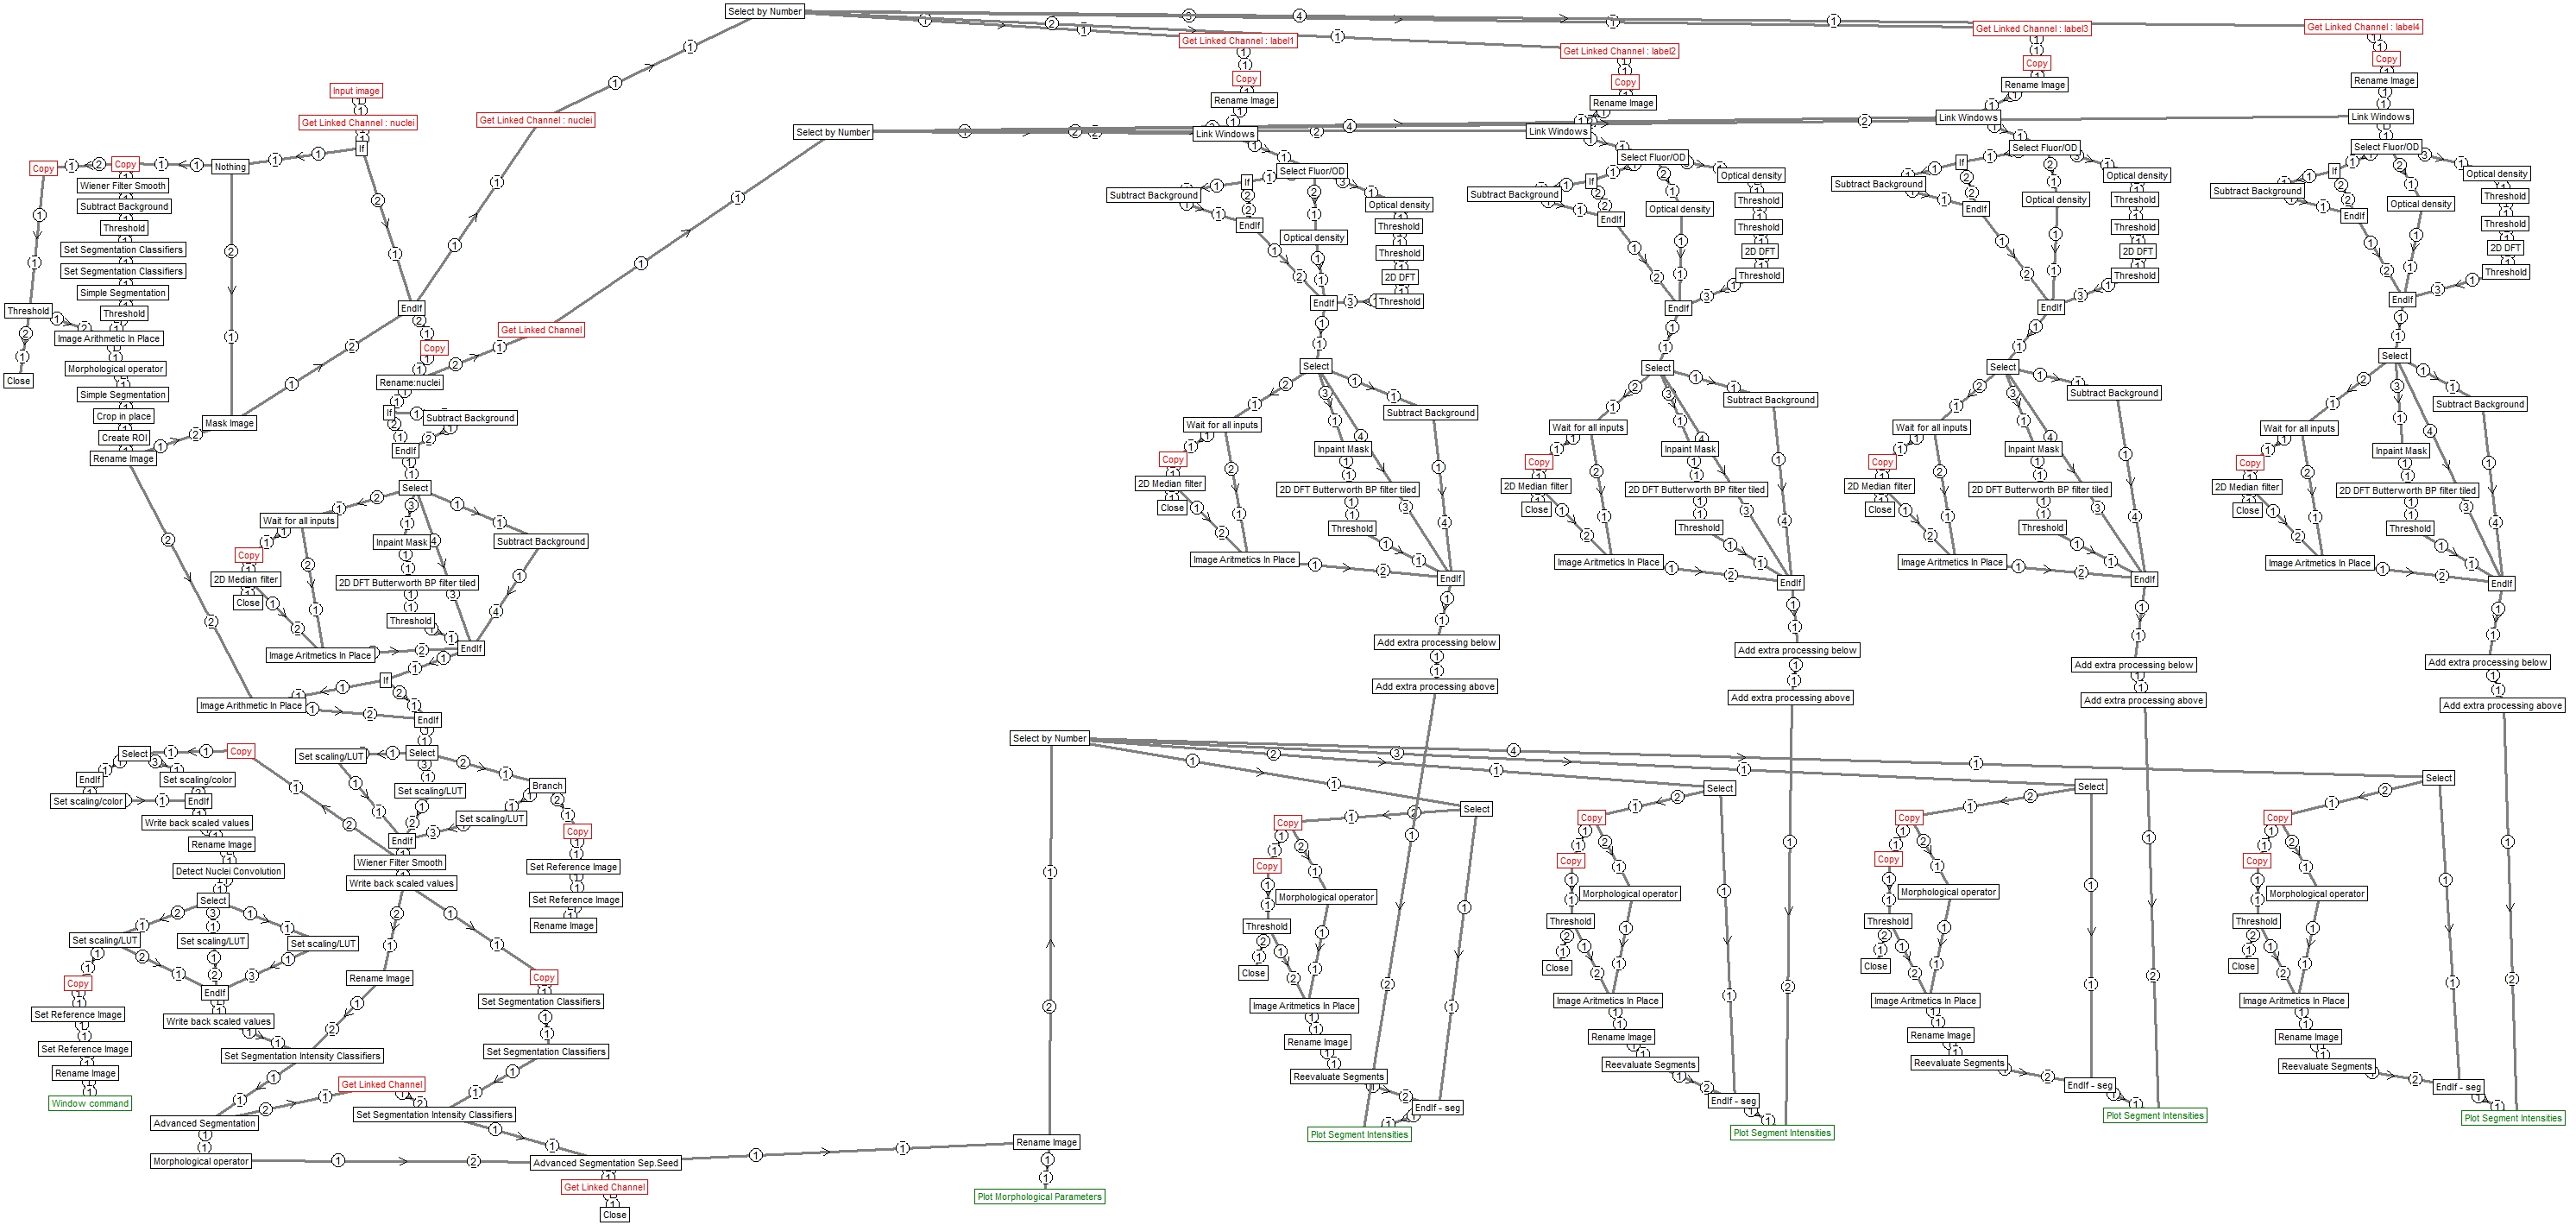 Select by Number
Get Linked Channel : label1
Get Linked Channel : label2
Get Linked Channel : label3
Get Linked Channel : label4
Copy
Copy
Copy
Copy
Rename Image
Rename Image
Rename Image
Rename Image
Input image
Get Linked Channel : nuclei
If
Get Linked Channel : nuclei
Select by Number
Link Windows
Link Windows
Link Windows
Link Windows
Copy
Copy
Nothing
Wiener Filter Smooth
Subtract Background
Threshold
Set Segmentation Classifiers
Set Segmentation Classifiers
Simple Segmentation
Threshold
Threshold
Image Arithmetic In Place
Close
Morphological operator
Simple Segmentation
Crop in place
Create ROI
Rename Image
Mask Image
EndIf
Get Linked Channel
Copy
Rename:nuclei
If
Subtract Background
EndIf
Select
Wait for all inputs
Copy
2D Median filter
Close
Inpaint Mask
Subtract Background
2D DFT Butterworth BP filter tiled
Threshold
Image Aritmetics In Place
EndIf
If
Image Arithmetic In Place
EndIf
Select Fluor/OD
If
Subtract Background
EndIf
Optical density
Optical density
Threshold
Threshold
2D DFT
Threshold
EndIf
Select
Subtract Background
Wait for all inputs
Copy
2D Median filter
Close
Inpaint Mask
2D DFT Butterworth BP filter tiled
Threshold
Image Aritmetics In Place
EndIf
Add extra processing below
Add extra processing above
Select Fluor/OD
If
Subtract Background
EndIf
Optical density
Optical density
Threshold
Threshold
2D DFT
Threshold
EndIf
Select
Subtract Background
Wait for all inputs
Copy
2D Median filter
Close
Inpaint Mask
2D DFT Butterworth BP filter tiled
Threshold
Image Aritmetics In Place
EndIf
Add extra processing below
Add extra processing above
Select Fluor/OD
If
Subtract Background
EndIf
Optical density
Optical density
Threshold
Threshold
2D DFT
Threshold
EndIf
Select
Subtract Background
Wait for all inputs
Copy
2D Median filter
Close
Inpaint Mask
2D DFT Butterworth BP filter tiled
Threshold
Image Aritmetics In Place
EndIf
Add extra processing below
Add extra processing above
Select Fluor/OD
If
Subtract Background
EndIf
Optical density
Optical density
Threshold
Threshold
2D DFT
Threshold
EndIf
Select
Subtract Background
Wait for all inputs
Copy
2D Median filter
Close
Inpaint Mask
2D DFT Butterworth BP filter tiled
Threshold
Image Aritmetics In Place
EndIf
Add extra processing below
Add extra processing above
Select
Copy
Set scaling/LUT
Select
EndIf
Set scaling/color
Set scaling/color
EndIf
Write back scaled values
Rename Image
Detect Nuclei Convolution
Select
Set scaling/LUT
Set scaling/LUT
Set scaling/LUT
Copy
EndIf
Set Reference Image
Write back scaled values
Set Reference Image
Set Segmentation Intensity Classifiers
Rename Image
Window command
Set scaling/LUT
Branch
Set scaling/LUT
Copy
EndIf
Wiener Filter Smooth
Set Reference Image
Write back scaled values
Set Reference Image
Rename Image
Rename Image
Copy
Set Segmentation Classifiers
Set Segmentation Classifiers
Get Linked Channel
Set Segmentation Intensity Classifiers
Advanced Segmentation
Morphological operator
Advanced Segmentation Sep.Seed
Get Linked Channel
Close
Rename Image
Plot Morphological Parameters
Select by Number
Select
Copy
Copy
Morphological operator
Threshold
Close
Image Aritmetics In Place
Rename Image
Reevaluate Segments
EndIf - seg
Plot Segment Intensities
Select
Copy
Copy
Morphological operator
Threshold
Close
Image Aritmetics In Place
Rename Image
Reevaluate Segments
EndIf - seg
Plot Segment Intensities
Select
Copy
Copy
Morphological operator
Threshold
Close
Image Aritmetics In Place
Rename Image
Reevaluate Segments
EndIf - seg
Plot Segment Intensities
Select
Copy
Copy
Morphological operator
Threshold
Close
Image Aritmetics In Place
Rename Image
Reevaluate Segments
EndIf - seg
Plot Segment Intensities